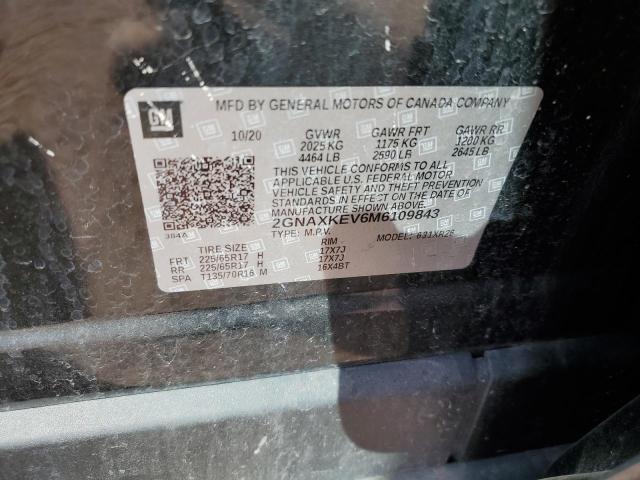 GM MFD BY GENERAL MOTORS OF CANADA COMPANY
10/20 GVWR GAWR FRT GAWR RR
2025 KG 1175 KG 1200 KG
4464 LB 2590 LB 2645 LB
THIS VEHICLE CONFORMS TO ALL
APPLICABLE U.S. FEDERAL MOTOR
VEHICLE SAFETY AND THEFT PREVENTION
STANDARDS IN EFFECT ON THE DATE OF
MANUFACTURE SHOWN ABOVE.
2GNAXKEV6M6109843
384A TYPE: M.P.V. MODEL: 631XR26
TIRE SIZE RIM
FRT 225/65R17 H 17X7J
RR 225/65R17 H 17X7J
SPA T135/70R16 M 16X4BT